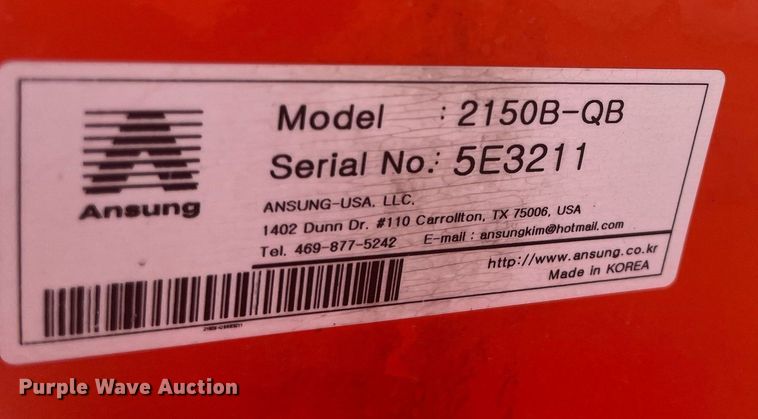 Ansung
Model : 2150B-QB
Serial No.: 5E3211
ANSUNG-USA, LLC.
1402 Dunn Dr. #110 Carrollton, TX 75006, USA
Tel. 469-877-5242 E-mail : ansungkim@hotmail.com
http://www.ansung.co.kr
Made in KOREA
Purple Wave Auction